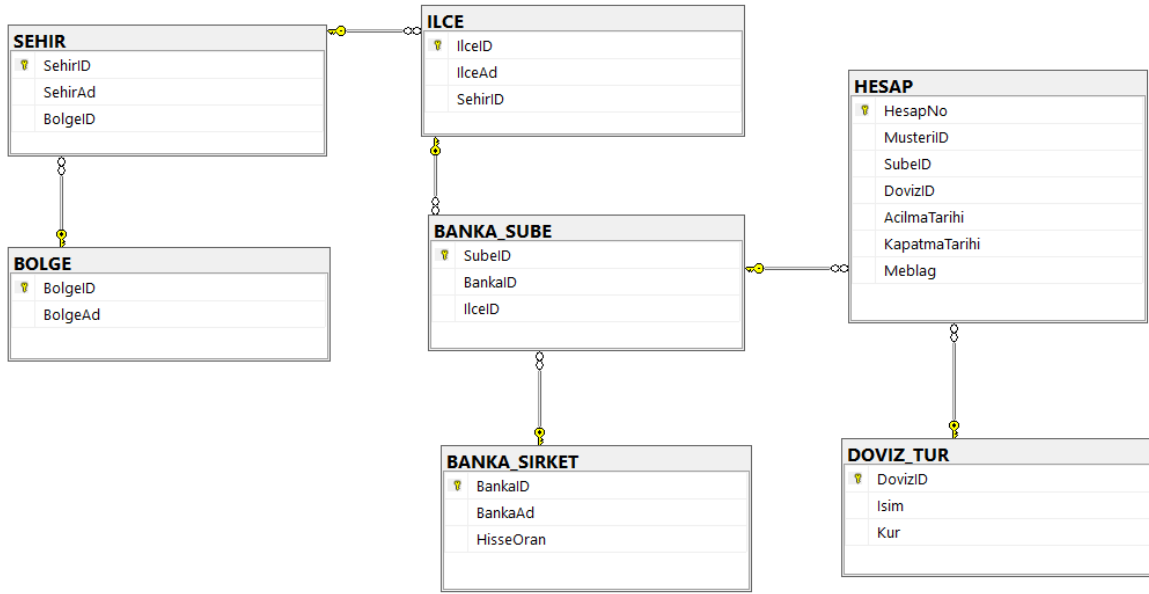 SEHIR
SehirID
SehirAd
BolgeID
ILCE
IlceID
IlceAd
SehirID
HESAP
HesapNo
MusteriID
SubeID
DovizID
AcilmaTarihi
KapatmaTarihi
Meblag
BOLGE
BolgeID
BolgeAd
BANKA_SUBE
SubeID
BankaID
IlceID
BANKA_SIRKET
BankaID
BankaAd
HisseOran
DOVIZ_TUR
DovizID
Isim
Kur